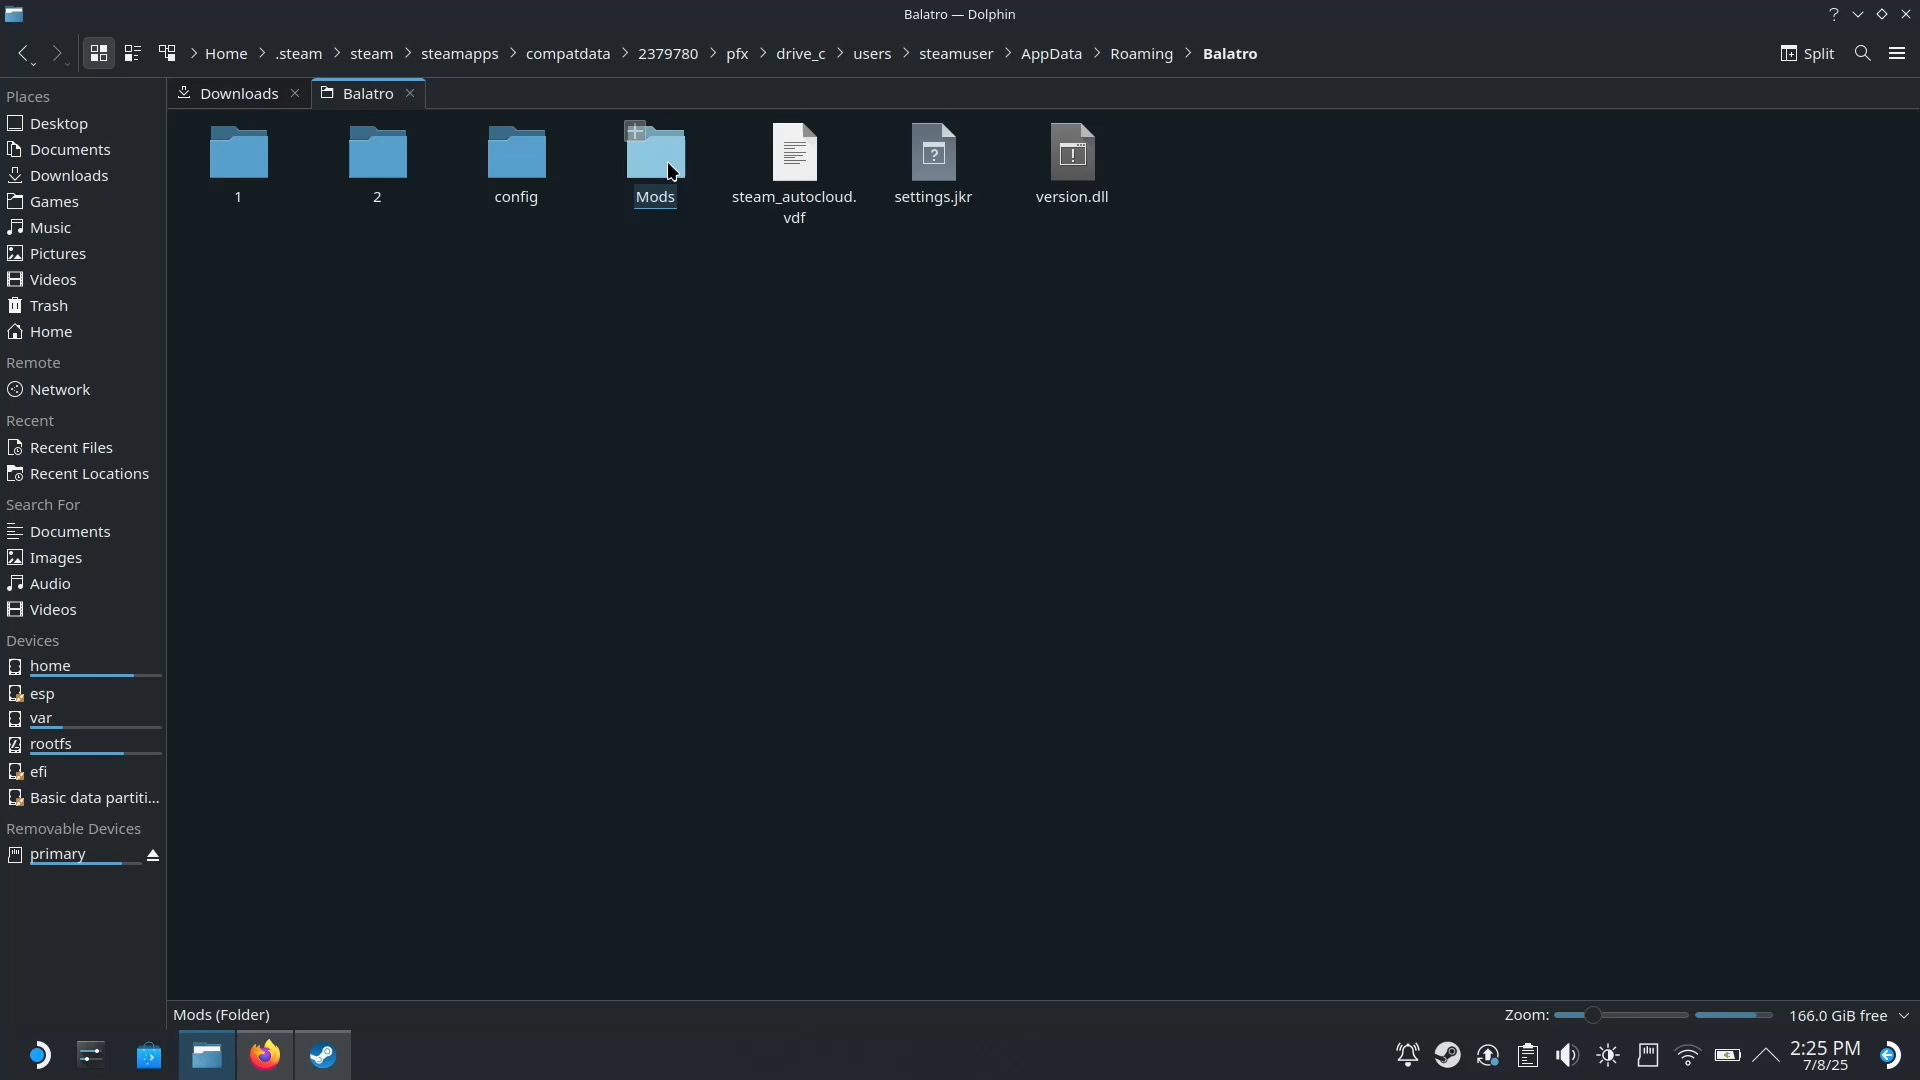 Balatro — Dolphin
Home > .steam > steam > steamapps > compatdata > 2379780 > pfx > drive_c > users > steamuser > AppData > Roaming > Balatro
Split
Downloads
Balatro
Places
Desktop
Documents
Downloads
Games
Music
Pictures
Videos
Trash
Home
Remote
Network
Recent
Recent Files
Recent Locations
Search For
Documents
Images
Audio
Videos
Devices
home
esp
var
rootfs
efi
Basic data partiti...
Removable Devices
primary
1
2
config
Mods
steam_autocloud.
vdf
settings.jkr
version.dll
Mods (Folder)
Zoom:
166.0 GiB free
2:25 PM
7/8/25